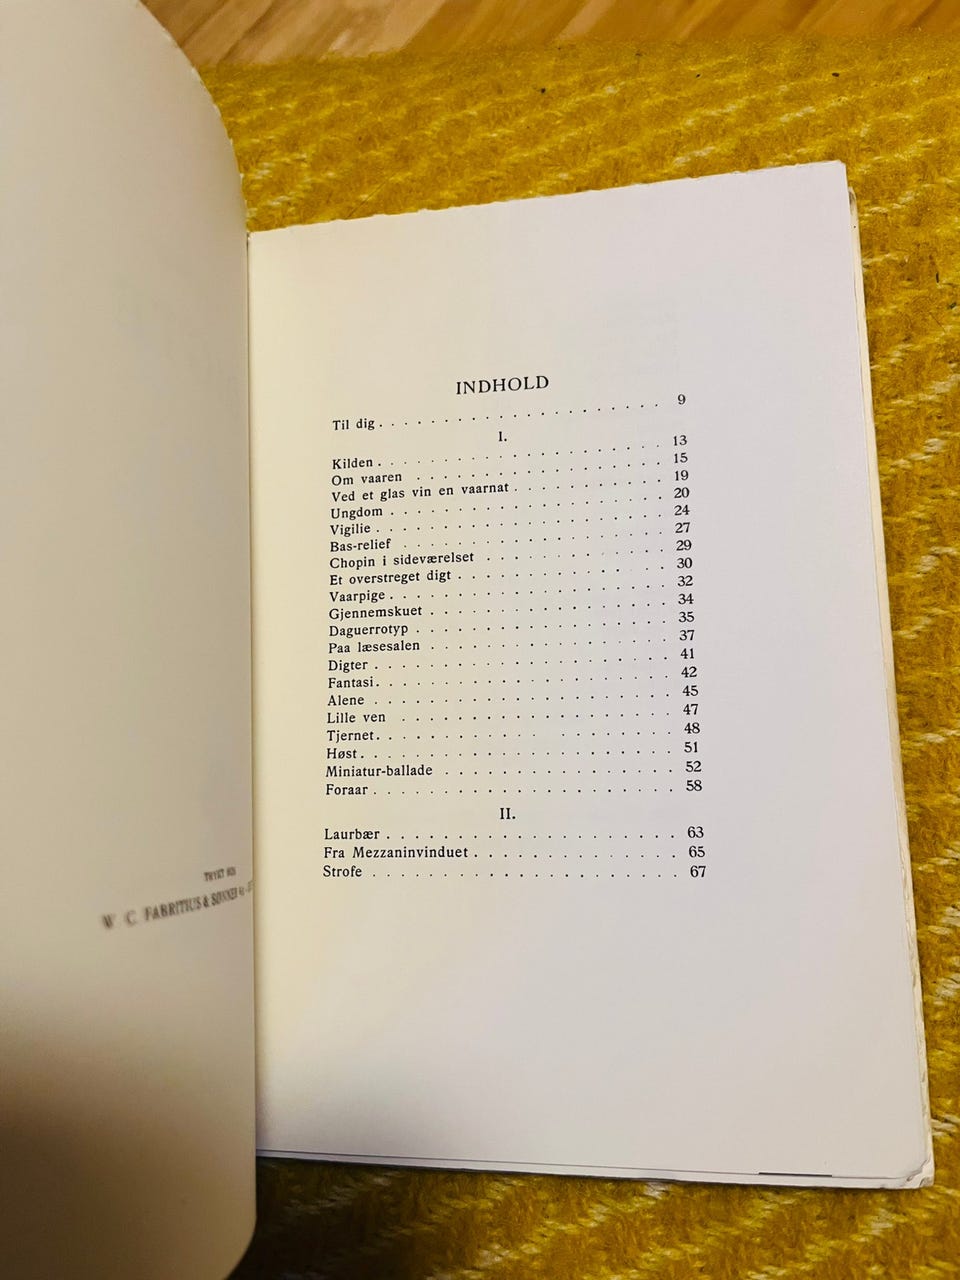 TRYKT HOS
W. C. FABRITIUS & SØNNER
INDHOLD
Til dig . . . . . . . . . . . . . . . . . . . 9
I.
Kilden . . . . . . . . . . . . . . . . . . . 13
Om vaaren . . . . . . . . . . . . . . . . . . 15
Ved et glas vin en vaarnat . . . . . . . . . . 19
Ungdom . . . . . . . . . . . . . . . . . . . 20
Vigilie . . . . . . . . . . . . . . . . . . . 24
Bas-relief . . . . . . . . . . . . . . . . . . 27
Chopin i sideværelset . . . . . . . . . . . . 29
Et overstreget digt . . . . . . . . . . . . . 30
Vaarpige . . . . . . . . . . . . . . . . . . . 32
Gjennemskuet . . . . . . . . . . . . . . . . . 34
Daguerrotyp . . . . . . . . . . . . . . . . . 35
Paa læsesalen . . . . . . . . . . . . . . . . 37
Digter . . . . . . . . . . . . . . . . . . . . 41
Fantasi . . . . . . . . . . . . . . . . . . . 42
Alene . . . . . . . . . . . . . . . . . . . . 45
Lille ven . . . . . . . . . . . . . . . . . . 47
Tjernet . . . . . . . . . . . . . . . . . . . 48
Høst . . . . . . . . . . . . . . . . . . . . . 51
Miniatur-ballade . . . . . . . . . . . . . . . 52
Foraar . . . . . . . . . . . . . . . . . . . . 58
II.
Laurbær . . . . . . . . . . . . . . . . . . . 63
Fra Mezzaninvinduet . . . . . . . . . . . . . 65
Strofe . . . . . . . . . . . . . . . . . . . . 67